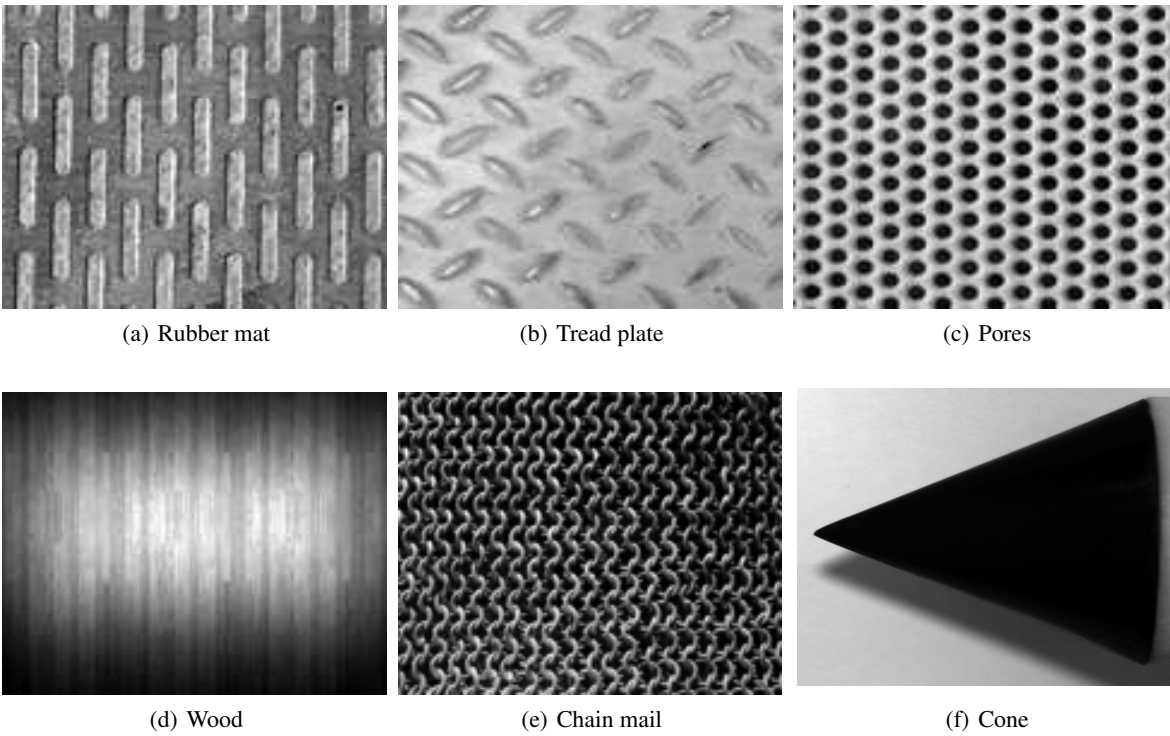 (a) Rubber mat
(b) Tread plate
(c) Pores
(d) Wood
(e) Chain mail
(f) Cone